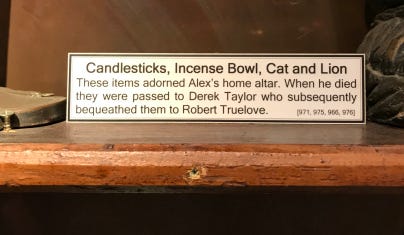 Candlesticks, Incense Bowl, Cat and Lion
These items adorned Alex's home altar. When he died
they were passed to Derek Taylor who subsequently
bequeathed them to Robert Truelove. [971, 975, 966, 976]